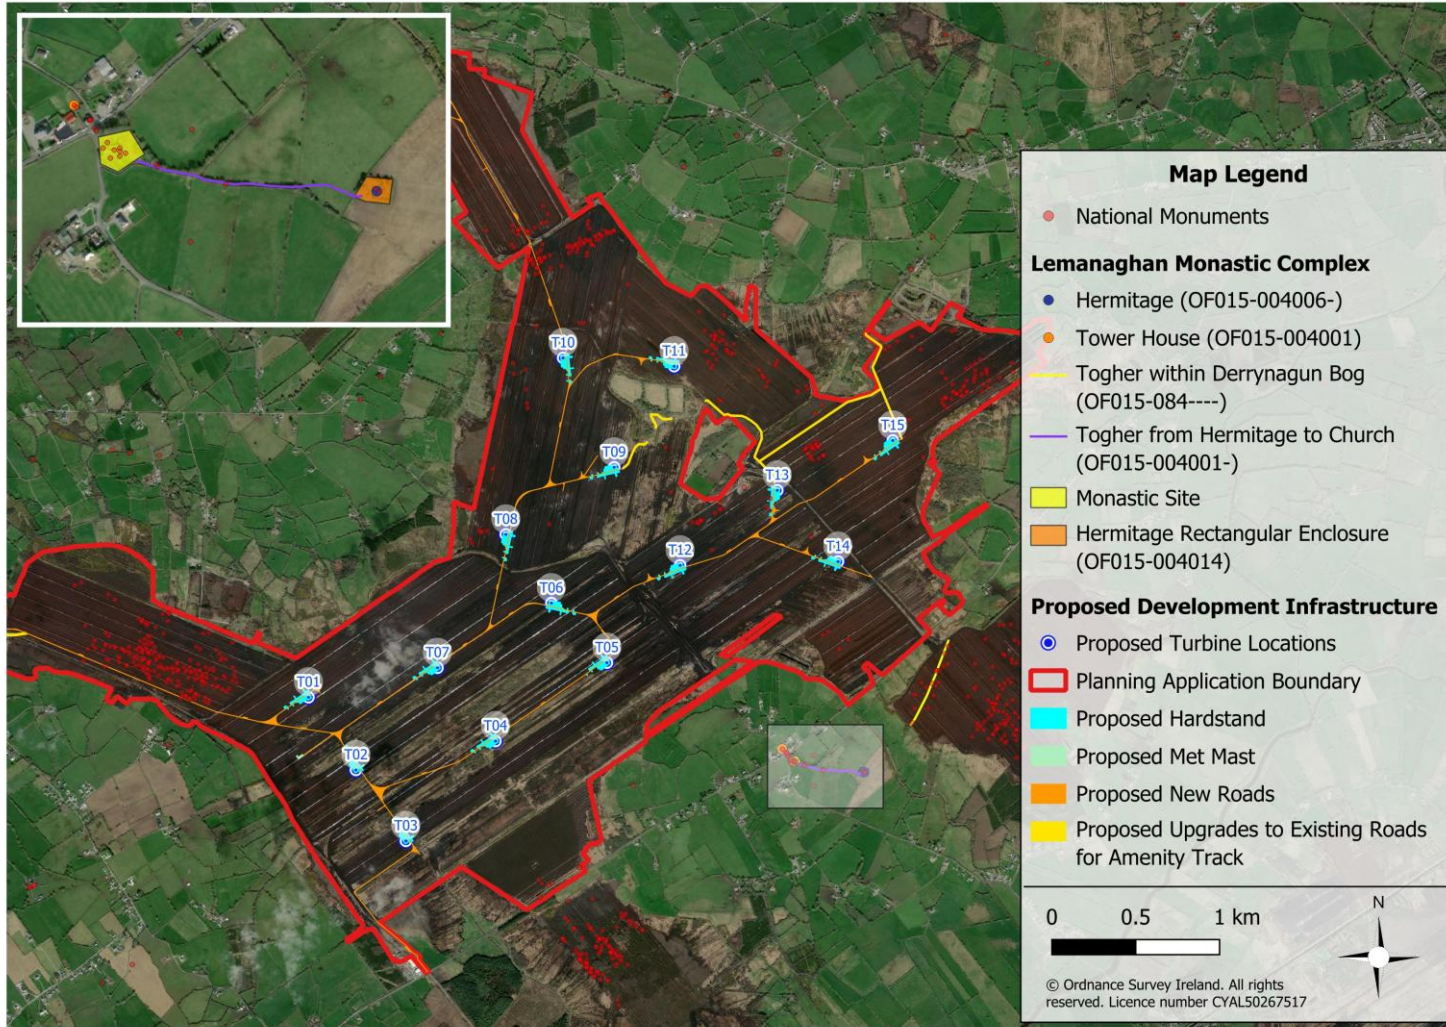 T10
T11
T15
T09
T13
T08
T12
T14
T06
T05
T07
T01
T04
T02
T03
Map Legend
National Monuments
Lemanaghan Monastic Complex
Hermitage (OF015-004006-)
Tower House (OF015-004001)
Togher within Derrynagun Bog
(OF015-084----)
Togher from Hermitage to Church
(OF015-004001-)
Monastic Site
Hermitage Rectangular Enclosure
(OF015-004014)
Proposed Development Infrastructure
Proposed Turbine Locations
Planning Application Boundary
Proposed Hardstand
Proposed Met Mast
Proposed New Roads
Proposed Upgrades to Existing Roads
for Amenity Track
0 0.5 1 km
N
© Ordnance Survey Ireland. All rights
reserved. Licence number CYAL50267517